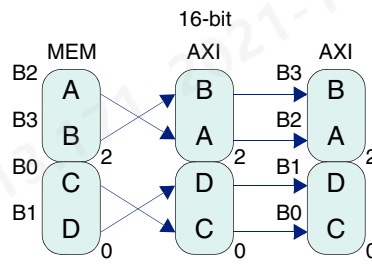 16-bit
MEM AXI AXI
B2 A B B3 B
B3 B A B2 A
2 2 2
B0 C D B1 D
B1 D C B0 C
0 0 0